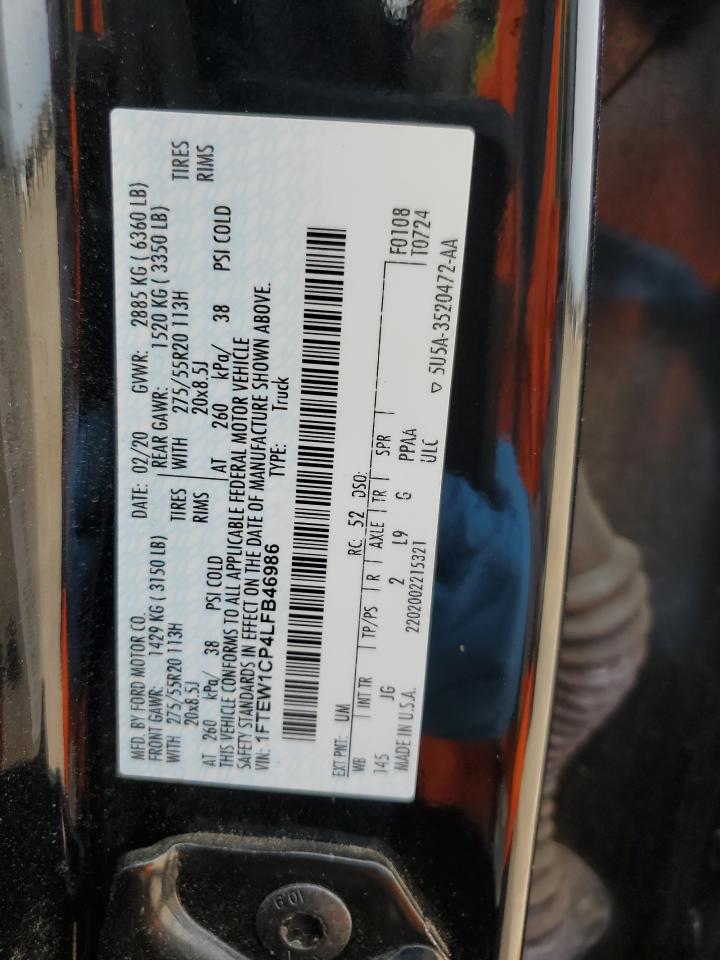 MFD. BY FORD MOTOR CO. DATE: 02/20 GVWR: 2885 KG ( 6360 LB)
FRONT GAWR: 1429 KG ( 3150 LB) REAR GAWR: 1520 KG ( 3350 LB)
WITH 275/55R20 113H TIRES WITH 275/55R20 113H TIRES
20x8.5J RIMS 20x8.5J RIMS
AT 260 kPa/ 38 PSI COLD AT 260 kPa/ 38 PSI COLD
THIS VEHICLE CONFORMS TO ALL APPLICABLE FEDERAL MOTOR VEHICLE
SAFETY STANDARDS IN EFFECT ON THE DATE OF MANUFACTURE SHOWN ABOVE.
VIN: 1FTEW1CP4LFB46986 TYPE: Truck
EXT PNT: UM RC: 52 DSO:
WB INT TR TP/PS R AXLE TR SPR F0108
145 JG 2 L9 G PPAA T0724
MADE IN U.S.A. 2202002215321 ULC ▽ 5U5A-3520472-AA
10.9